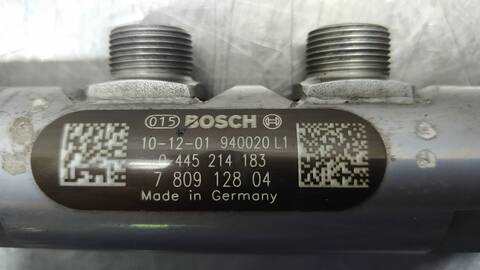 015 BOSCH
10-12-01 940020 L1
0 445 214 183
7 809 128 04
Made in Germany